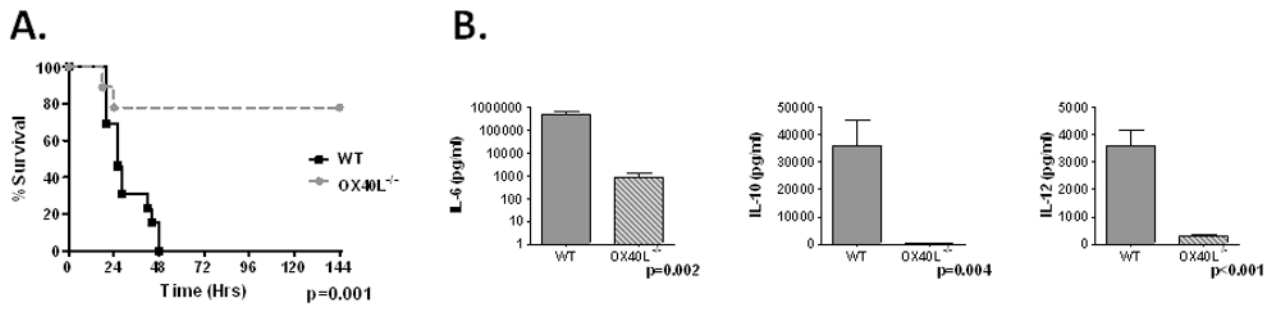 A.
B.
% Survival
100
80
60
40
20
0
0 24 48 72 96 120 144
Time (Hrs)
p=0.001
WT
OX40L-/-
IL-6 (pg/ml)
1000000
100000
10000
1000
100
10
1
WT OX40L-/-
p=0.002
IL-10 (pg/ml)
50000
40000
30000
20000
10000
0
WT OX40L-/-
p=0.004
IL-12 (pg/ml)
5000
4000
3000
2000
1000
0
WT OX40L-/-
p<0.001